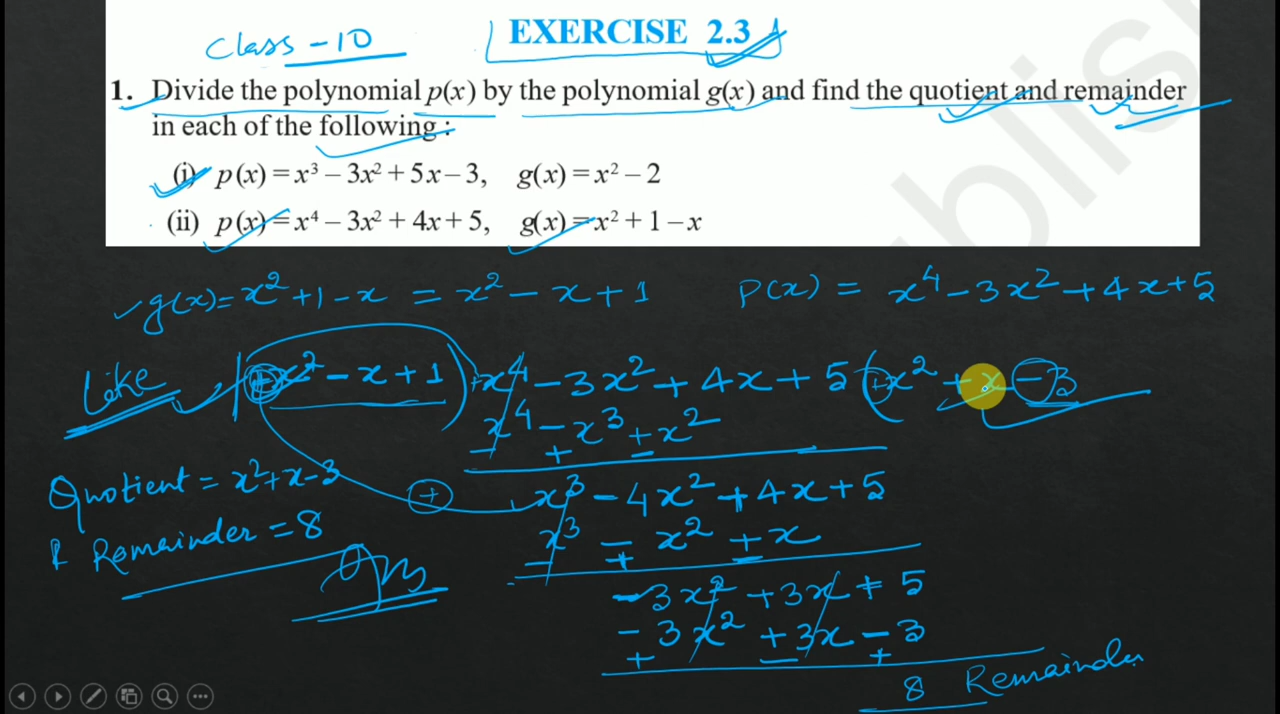 Class - 10
EXERCISE 2.3
1. Divide the polynomial p(x) by the polynomial g(x) and find the quotient and remainder
in each of the following :
(i) p(x) = x³ – 3x² + 5x – 3, g(x) = x² – 2
(ii) p(x) = x⁴ – 3x² + 4x + 5, g(x) = x² + 1 – x
g(x) = x² + 1 - x = x² - x + 1 P(x) = x⁴ - 3x² + 4x + 5
Like x² - x + 1 ) x⁴ - 3x² + 4x + 5 ( x² + x - 3
x⁴ - x³ + x²
- + -
Quotient = x² + x - 3 (+) x³ - 4x² + 4x + 5
x³ - x² + x
- + -
& Remainder = 8
Ans
-3x² + 3x + 5
- 3x² + 3x - 3
+ - +
8 Remainder